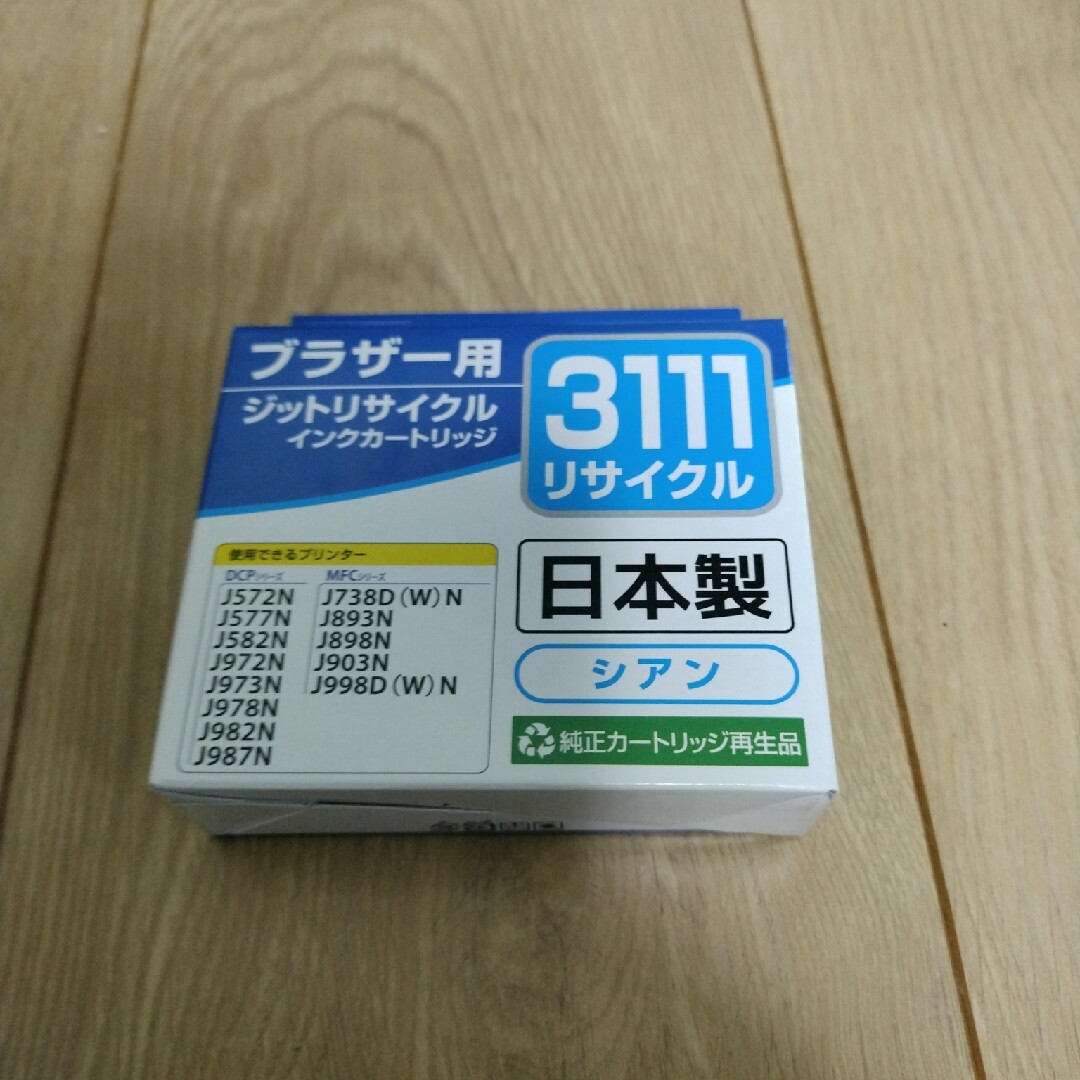 ブラザー用
ジットリサイクル
インクカートリッジ
3111
リサイクル
使用できるプリンター
DCPシリーズ
J572N
J577N
J582N
J972N
J973N
J978N
J982N
J987N
MFCシリーズ
J738D(W)N
J893N
J898N
J903N
J998D(W)N
日本製
シアン
純正カートリッジ再生品